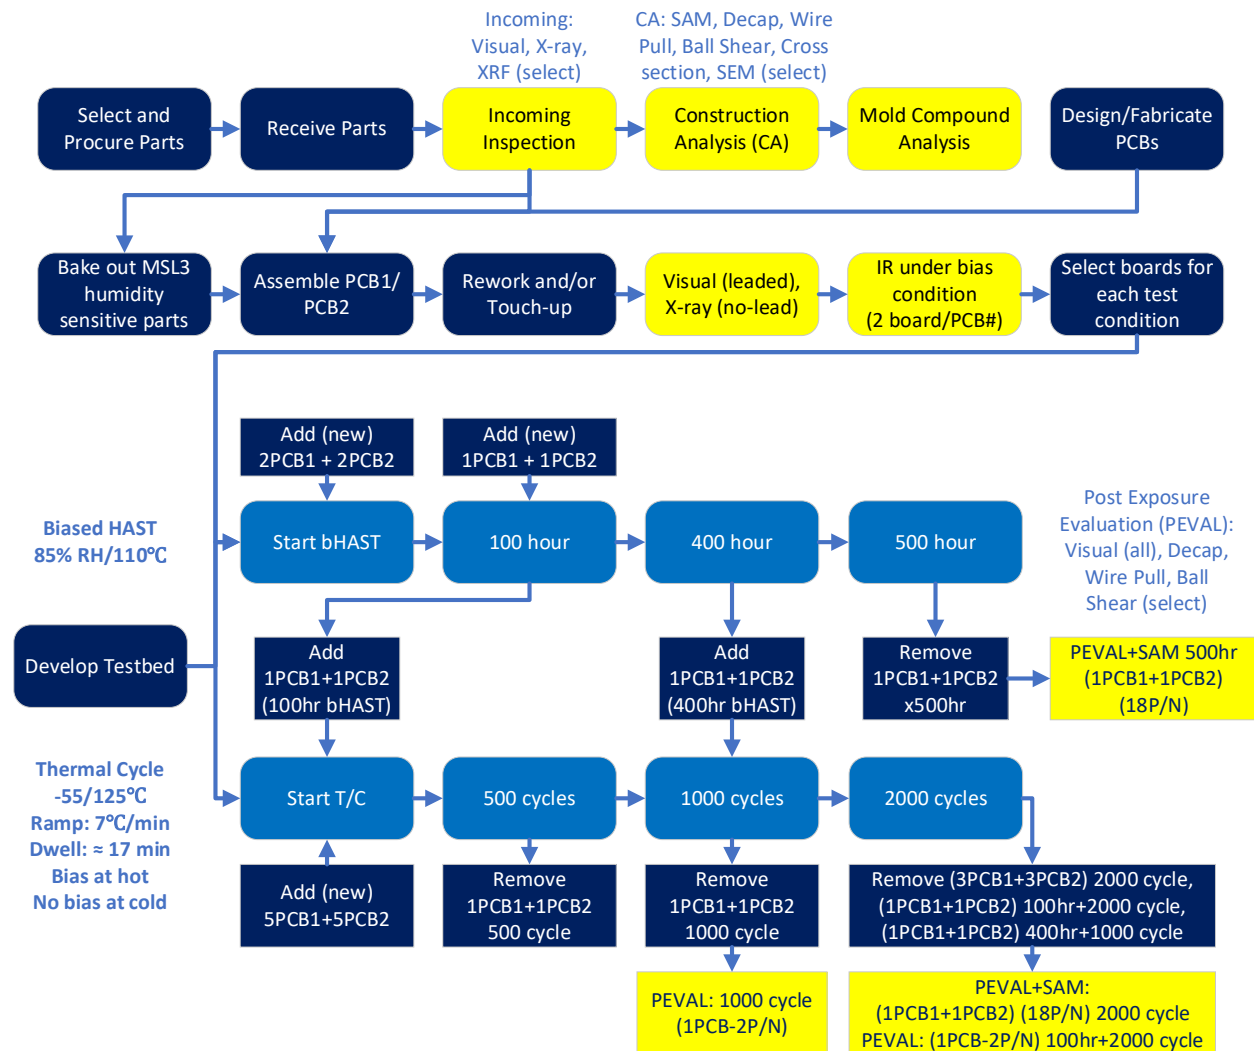 Incoming:
Visual, X-ray,
XRF (select)
CA: SAM, Decap, Wire
Pull, Ball Shear, Cross
section, SEM (select)
Select and
Procure Parts
Receive Parts
Incoming
Inspection
Construction
Analysis (CA)
Mold Compound
Analysis
Design/Fabricate
PCBs
Bake out MSL3
humidity
sensitive parts
Assemble PCB1/
PCB2
Rework and/or
Touch-up
Visual (leaded),
X-ray (no-lead)
IR under bias
condition
(2 board/PCB#)
Select boards for
each test
condition
Add (new)
2PCB1 + 2PCB2
Add (new)
1PCB1 + 1PCB2
Biased HAST
85% RH/110℃
Start bHAST
100 hour
400 hour
500 hour
Post Exposure
Evaluation (PEVAL):
Visual (all), Decap,
Wire Pull, Ball
Shear (select)
Develop Testbed
Add
1PCB1+1PCB2
(100hr bHAST)
Add
1PCB1+1PCB2
(400hr bHAST)
Remove
1PCB1+1PCB2
x500hr
PEVAL+SAM 500hr
(1PCB1+1PCB2)
(18P/N)
Thermal Cycle
-55/125℃
Ramp: 7℃/min
Dwell: ≈ 17 min
Bias at hot
No bias at cold
Start T/C
500 cycles
1000 cycles
2000 cycles
Add (new)
5PCB1+5PCB2
Remove
1PCB1+1PCB2
500 cycle
Remove
1PCB1+1PCB2
1000 cycle
Remove (3PCB1+3PCB2) 2000 cycle,
(1PCB1+1PCB2) 100hr+2000 cycle,
(1PCB1+1PCB2) 400hr+1000 cycle
PEVAL: 1000 cycle
(1PCB-2P/N)
PEVAL+SAM:
(1PCB1+1PCB2) (18P/N) 2000 cycle
PEVAL: (1PCB-2P/N) 100hr+2000 cycle